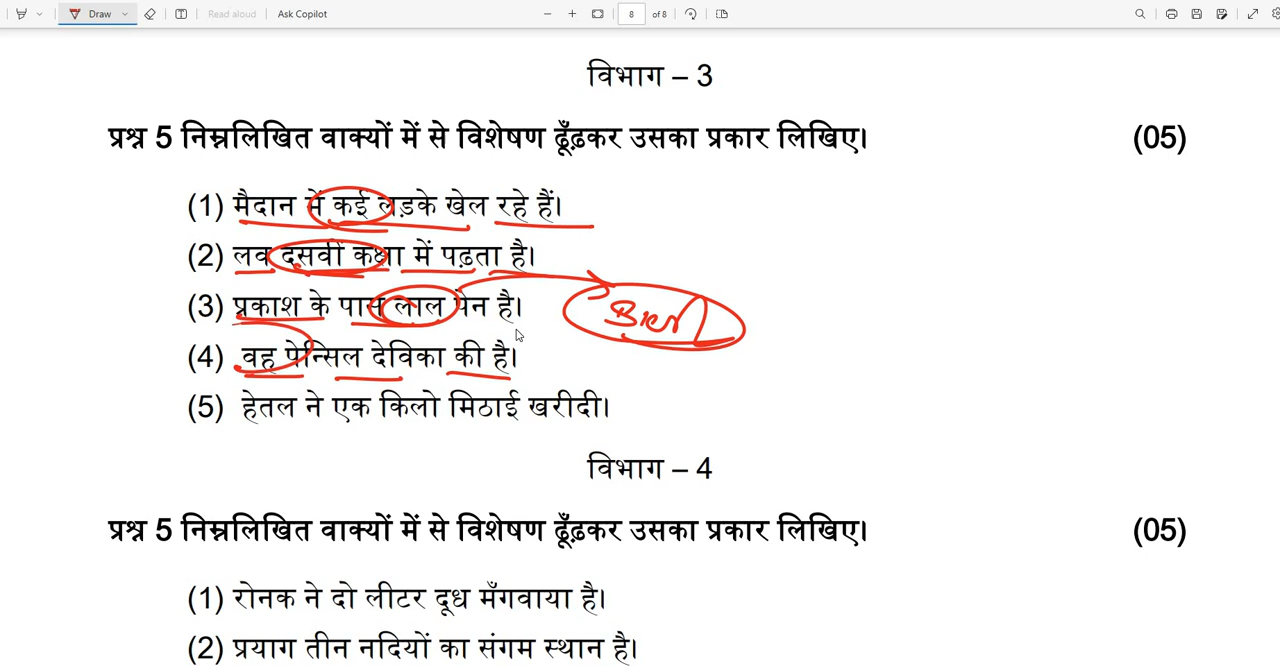 Draw Read aloud Ask Copilot 8 of 8
विभाग – 3
प्रश्न 5 निम्नलिखित वाक्यों में से विशेषण ढूँढ़कर उसका प्रकार लिखिए। (05)
(1) मैदान में कई लड़के खेल रहे हैं।
(2) लव दसवीं कक्षा में पढ़ता है।
(3) प्रकाश के पास लाल पेन है।
(4) वह पेन्सिल देविका की है।
(5) हेतल ने एक किलो मिठाई खरीदी।
विभाग – 4
प्रश्न 5 निम्नलिखित वाक्यों में से विशेषण ढूँढ़कर उसका प्रकार लिखिए। (05)
(1) रोनक ने दो लीटर दूध मँगवाया है।
(2) प्रयाग तीन नदियों का संगम स्थान है।